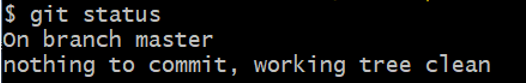 $ git status
On branch master
nothing to commit, working tree clean